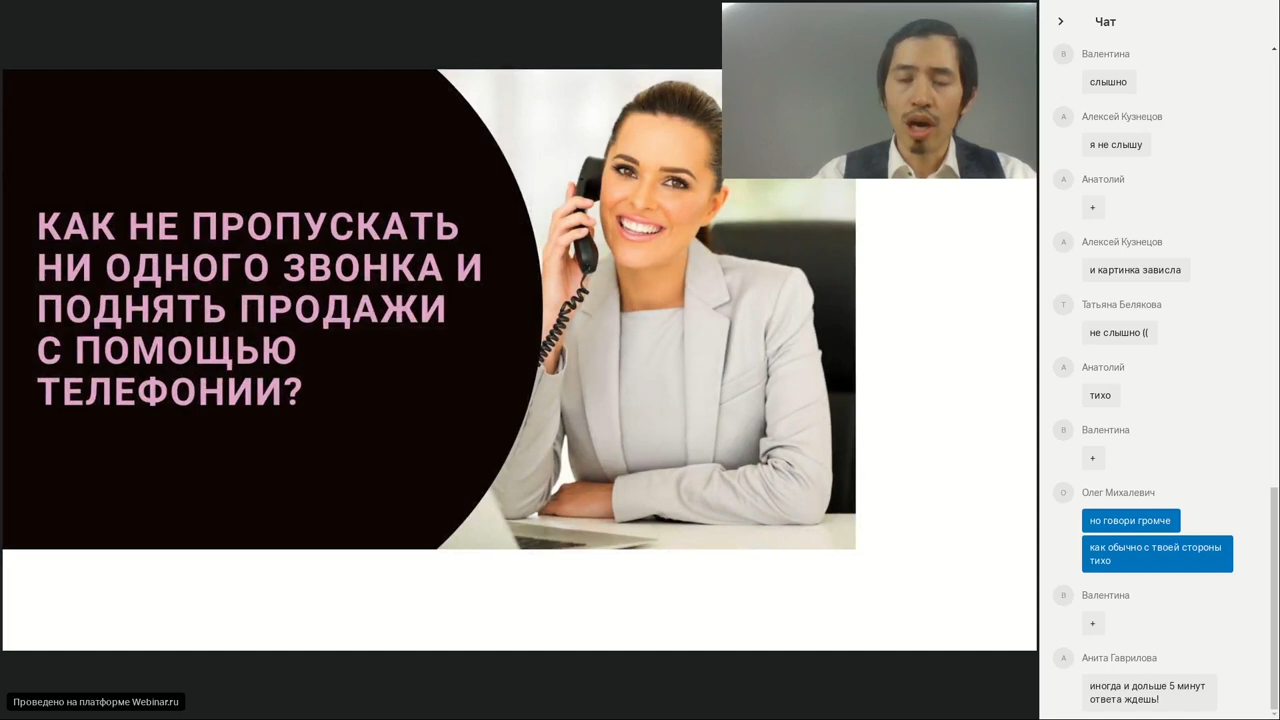 КАК НЕ ПРОПУСКАТЬ
НИ ОДНОГО ЗВОНКА И
ПОДНЯТЬ ПРОДАЖИ
С ПОМОЩЬЮ
ТЕЛЕФОНИИ?
Проведено на платформе Webinar.ru
Чат
В
Валентина
слышно
А
Алексей Кузнецов
я не слышу
А
Анатолий
+
А
Алексей Кузнецов
и картинка зависла
Т
Татьяна Белякова
не слышно ((
А
Анатолий
тихо
В
Валентина
+
О
Олег Михалевич
но говори громче
как обычно с твоей стороны
тихо
В
Валентина
+
А
Анита Гаврилова
иногда и дольше 5 минут
ответа ждешь!